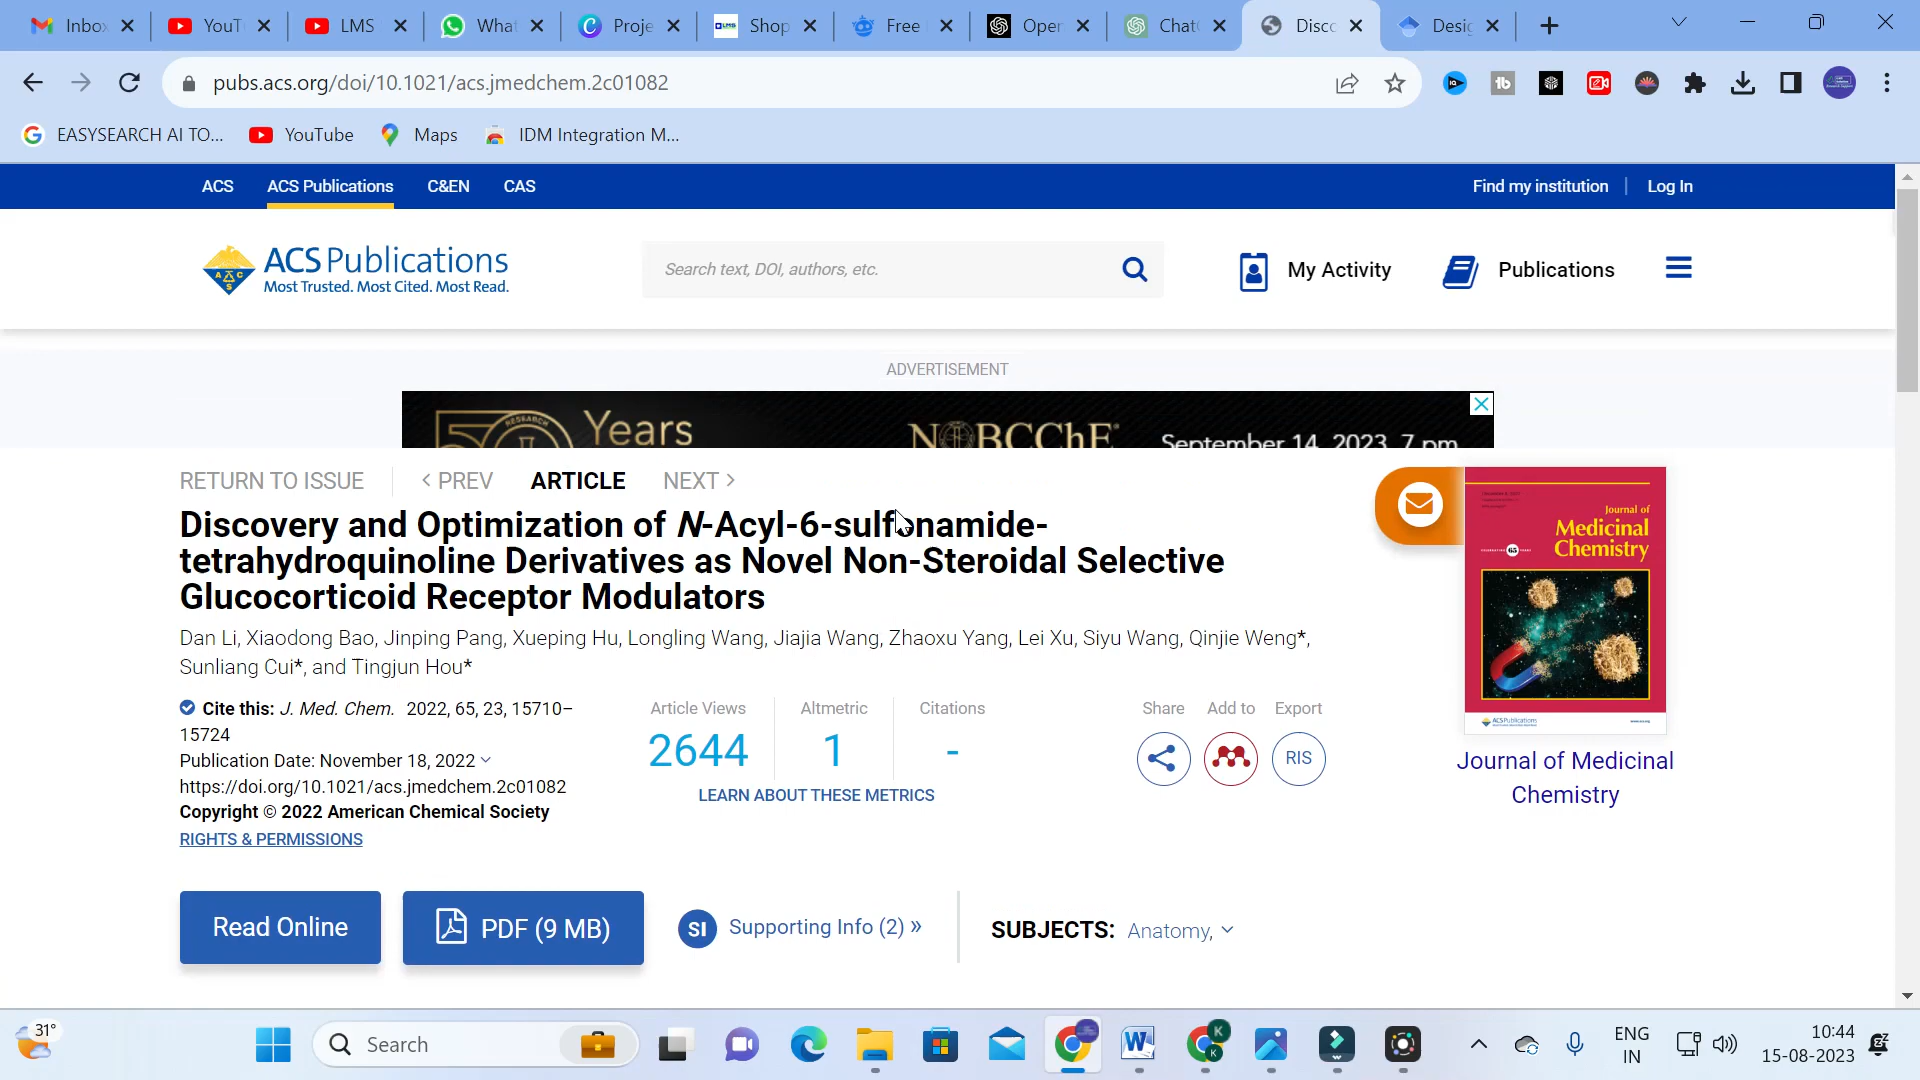 Inbox
YouT
LMS
What
Proje
LMS Shop
Free
Open
Chat
Disc
Desig
pubs.acs.org/doi/10.1021/acs.jmedchem.2c01082
EASYSEARCH AI TO...
YouTube
Maps
IDM Integration M...
ACS
ACS Publications
C&EN
CAS
Find my institution
Log In
ACS Publications
Most Trusted. Most Cited. Most Read.
Search text, DOI, authors, etc.
My Activity
Publications
ADVERTISEMENT
50 Years
NOBCChE
September 14, 2023, 7 pm
RETURN TO ISSUE
< PREV
ARTICLE
NEXT >
Discovery and Optimization of N-Acyl-6-sulfonamide-
tetrahydroquinoline Derivatives as Novel Non-Steroidal Selective
Glucocorticoid Receptor Modulators
Dan Li, Xiaodong Bao, Jinping Pang, Xueping Hu, Longling Wang, Jiajia Wang, Zhaoxu Yang, Lei Xu, Siyu Wang, Qinjie Weng*,
Sunliang Cui*, and Tingjun Hou*
Journal of
Medicinal
Chemistry
ACS Publications
Cite this: J. Med. Chem. 2022, 65, 23, 15710–
15724
Publication Date: November 18, 2022
https://doi.org/10.1021/acs.jmedchem.2c01082
Copyright © 2022 American Chemical Society
RIGHTS & PERMISSIONS
Article Views
2644
Altmetric
1
Citations
-
LEARN ABOUT THESE METRICS
Share
Add to
Export
RIS
Journal of Medicinal
Chemistry
Read Online
PDF (9 MB)
SI Supporting Info (2) »
SUBJECTS: Anatomy,
31°
Search
ENG
IN
10:44
15-08-2023